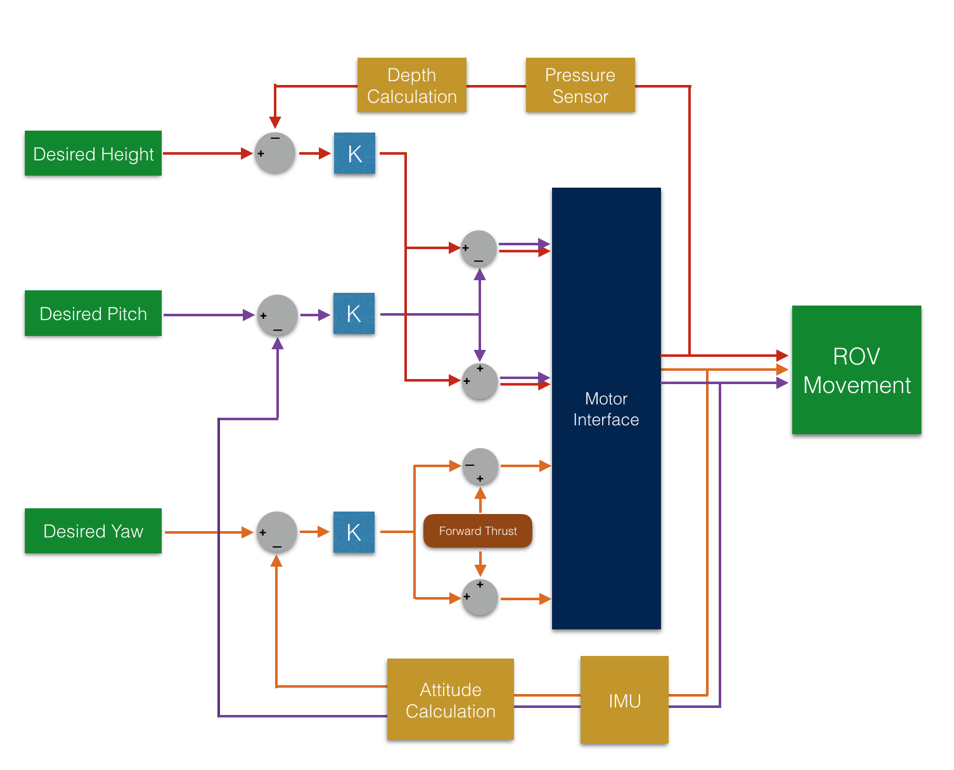 Depth
Calculation
Pressure
Sensor
−
Desired Height
+
K
+
−
Desired Pitch
+
−
K
ROV
Movement
+
+
Motor
Interface
−
+
Desired Yaw
+
−
K
Forward Thrust
+
+
Attitude
Calculation
IMU